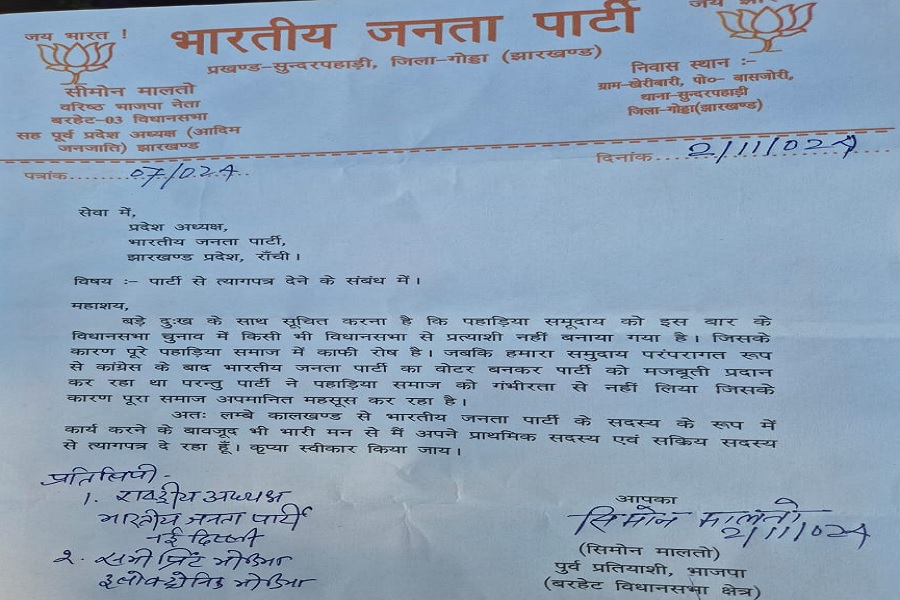 जय भारत !
भारतीय जनता पार्टी
प्रखण्ड-सुन्दरपहाड़ी, जिला-गोड्डा (झारखण्ड)
सीमोन मालतो
वरिष्ठ भाजपा नेता
बरहेट-03 विधानसभा
सह पूर्व प्रदेश अध्यक्ष (आदिम
जनजाति) झारखण्ड
निवास स्थान :-
ग्राम-खेरीबारी, पो०- बासजोरी,
थाना-सुन्दरपहाड़ी
जिला-गोड्डा(झारखण्ड)
पत्रांक 07/024
दिनांक 2/11/024
सेवा में,
प्रदेश अध्यक्ष,
भारतीय जनता पार्टी,
झारखण्ड प्रदेश, राँची।
विषय :- पार्टी से त्यागपत्र देने के संबंध में।
महाशय,
बड़े दुःख के साथ सूचित करना है कि पहाड़िया समूदाय को इस बार के
विधानसभा चुनाव में किसी भी विधानसभा से प्रत्याशी नहीं बनाया गया है। जिसके
कारण पूरे पहाड़िया समाज में काफी रोष है। जबकि हमारा समुदाय परंपरागत रूप
से कांग्रेस के बाद भारतीय जनता पार्टी का वोटर बनकर पार्टी को मजबूती प्रदान
कर रहा था परन्तु पार्टी ने पहाड़िया समाज को गंभीरता से नहीं लिया जिसके
कारण पूरा समाज अपमानित महसूस कर रहा है।
अतः लम्बे कालखण्ड से भारतीय जनता पार्टी के सदस्य के रूप में
कार्य करने के बावजूद भी भारी मन से मैं अपने प्राथमिक सदस्य एवं सकिय सदस्य
से त्यागपत्र दे रहा हूँ। कृप्या स्वीकार किया जाय।
प्रतिलिपी -
1. राष्ट्रीय अध्यक्ष
भारतीय जनता पार्टी
नई दिल्ली
2. सभी प्रिंट मीडिया
इलेक्ट्रोनिक मीडिया
आपका
सिमोन मालतो
2/11/024
(सिमोन मालतो)
पुर्व प्रतियाशी, भाजपा
(बरहेट विधानसभा क्षेत्र)